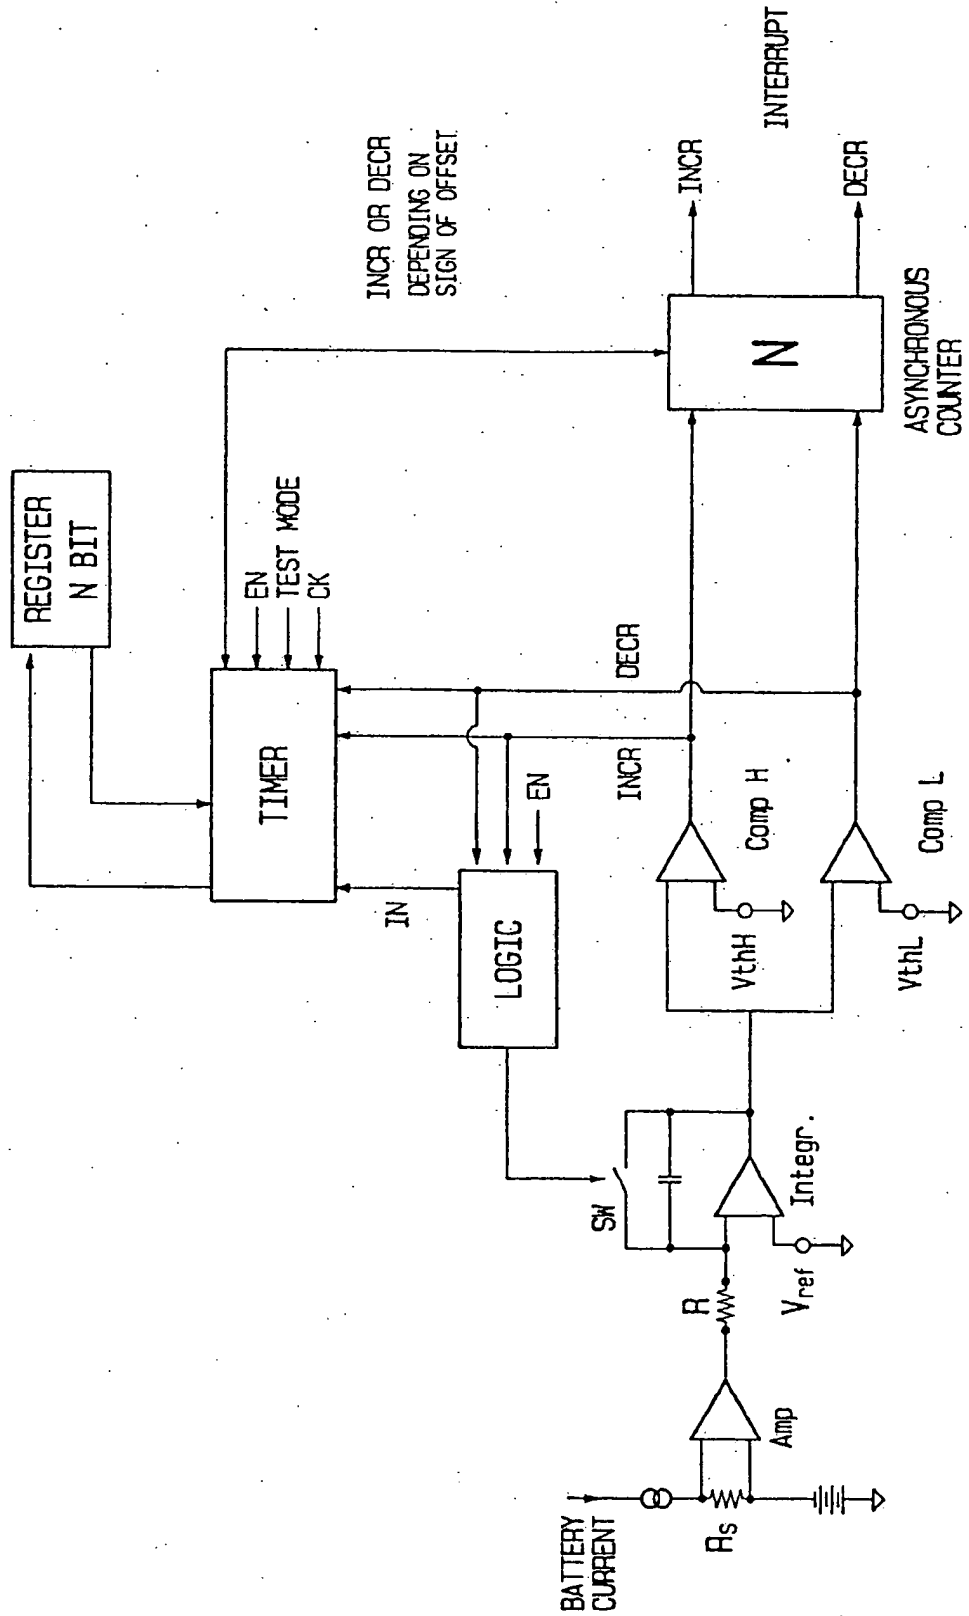 REGISTER
N BIT
TIMER
EN
TEST MODE
CK
INCR OR DECR
DEPENDING ON
SIGN OF OFFSET.
IN
LOGIC
EN
INCR
DECR
BATTERY
CURRENT
Rs
Amp
R
SW
Vref
Integr.
VthH
Comp H
VthL
Comp L
N
ASYNCHRONOUS
COUNTER
INCR
DECR
INTERRUPT